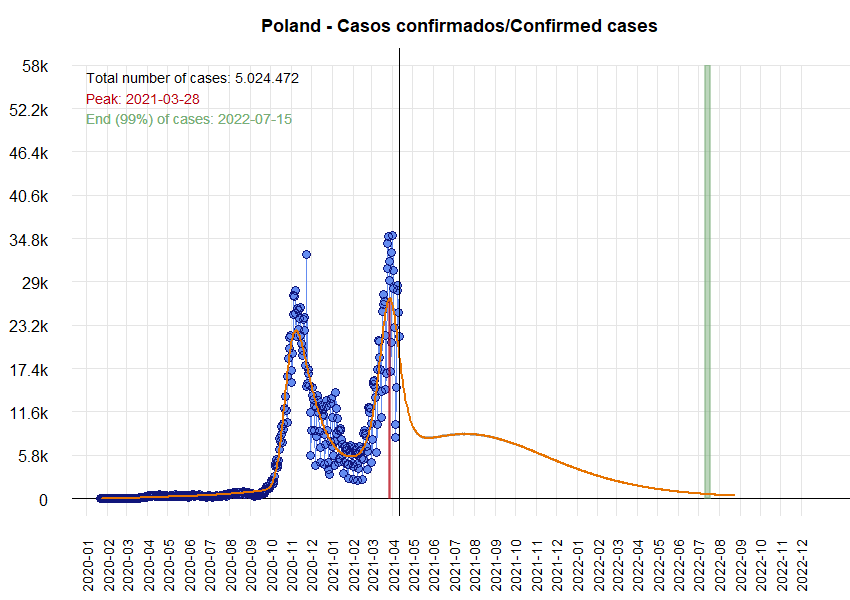 Poland - Casos confirmados/Confirmed cases
Total number of cases: 5.024.472
Peak: 2021-03-28
End (99%) of cases: 2022-07-15
58k
52.2k
46.4k
40.6k
34.8k
29k
23.2k
17.4k
11.6k
5.8k
0
2020-01
2020-02
2020-03
2020-04
2020-05
2020-06
2020-07
2020-08
2020-09
2020-10
2020-11
2020-12
2021-01
2021-02
2021-03
2021-04
2021-05
2021-06
2021-07
2021-08
2021-09
2021-10
2021-11
2021-12
2022-02
2022-02
2022-03
2022-04
2022-05
2022-06
2022-07
2022-08
2022-09
2022-10
2022-11
2022-12